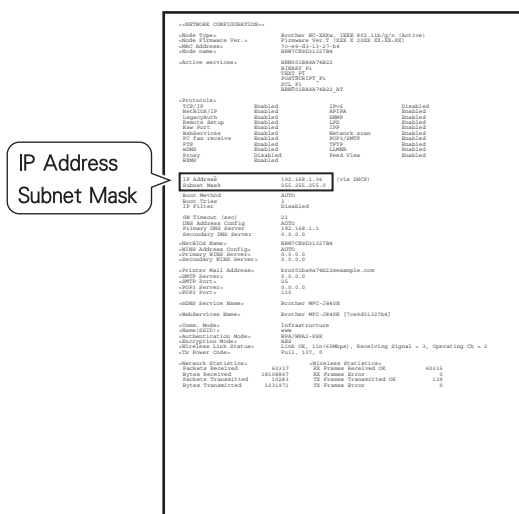 <<NETWORK CONFIGURATION>>
<Node Type> Brother NC-XXXw, IEEE 802.11b/g/n (Active)
<Node Firmware Ver.> Firmware Ver.T (XXX X 20XX XX:XX:XX)
<MAC Address> 7c-e9-d3-13-27-b4
<Node name> BRW7CE9D31327B4
<Active services> BRN001BA9A74B22
BINARY_P1
TEXT_P1
POSTSCRIPT_P1
PCL_P1
BRNT01BA9A74B22_AT
<Protocols>
TCP/IP Enabled IPv6 Disabled
NetBIOS/IP Enabled APIPA Enabled
LegacyAuth Enabled SNMP Enabled
Remote Setup Enabled LPD Enabled
Raw Port Enabled IPP Enabled
WebServices Enabled Network scan Enabled
PC fax receive Enabled POP3/SMTP Enabled
FTP Enabled TFTP Enabled
mDNS Enabled LLMNR Enabled
Proxy Disabled Feed View Enabled
Enabled
IP Address
Subnet Mask
IP Address 192.168.1.36 (via DHCP)
Subnet Mask 255.255.255.0
Boot Method AUTO
Boot Tries 3
IP Filter Disabled
GW Timeout (sec) 21
DNS Address Config AUTO
Primary DNS Server 192.168.1.1
Secondary DNS Server 0.0.0.0
<NetBIOS Name> BRW7CE9D31327B4
<WINS Address Config> AUTO
<Primary WINS Server> 0.0.0.0
<Secondary WINS Server> 0.0.0.0
<Printer Mail Address> brn001ba9a74b22@example.com
<SMTP Server> 0.0.0.0
<SMTP Port> 25
<POP3 Server> 0.0.0.0
<POP3 Port> 110
<mDNS Service Name> Brother MFC-J840N
<WebServices Name> Brother MFC-J840N [7ce9d31327b4]
<Comm. Mode> Infrastructure
<Name(SSID)> www
<Authentication Mode> WPA/WPA2-PSK
<Encryption Mode> AES
<Wireless Link Status> Link OK, 11n(65Mbps), Receiving Signal = 3, Operating Ch = 2
<Tx Power Code> Full, 107, 0
<Network Statistics> <Wireless Statistics>
Packets Received 60317 RX Frames Received OK 60315
Bytes Received 18108867 RX Frames Error 0
Packets Transmitted 10283 TX Frames Transmitted OK 139
Bytes Transmitted 1231971 TX Frames Error 0